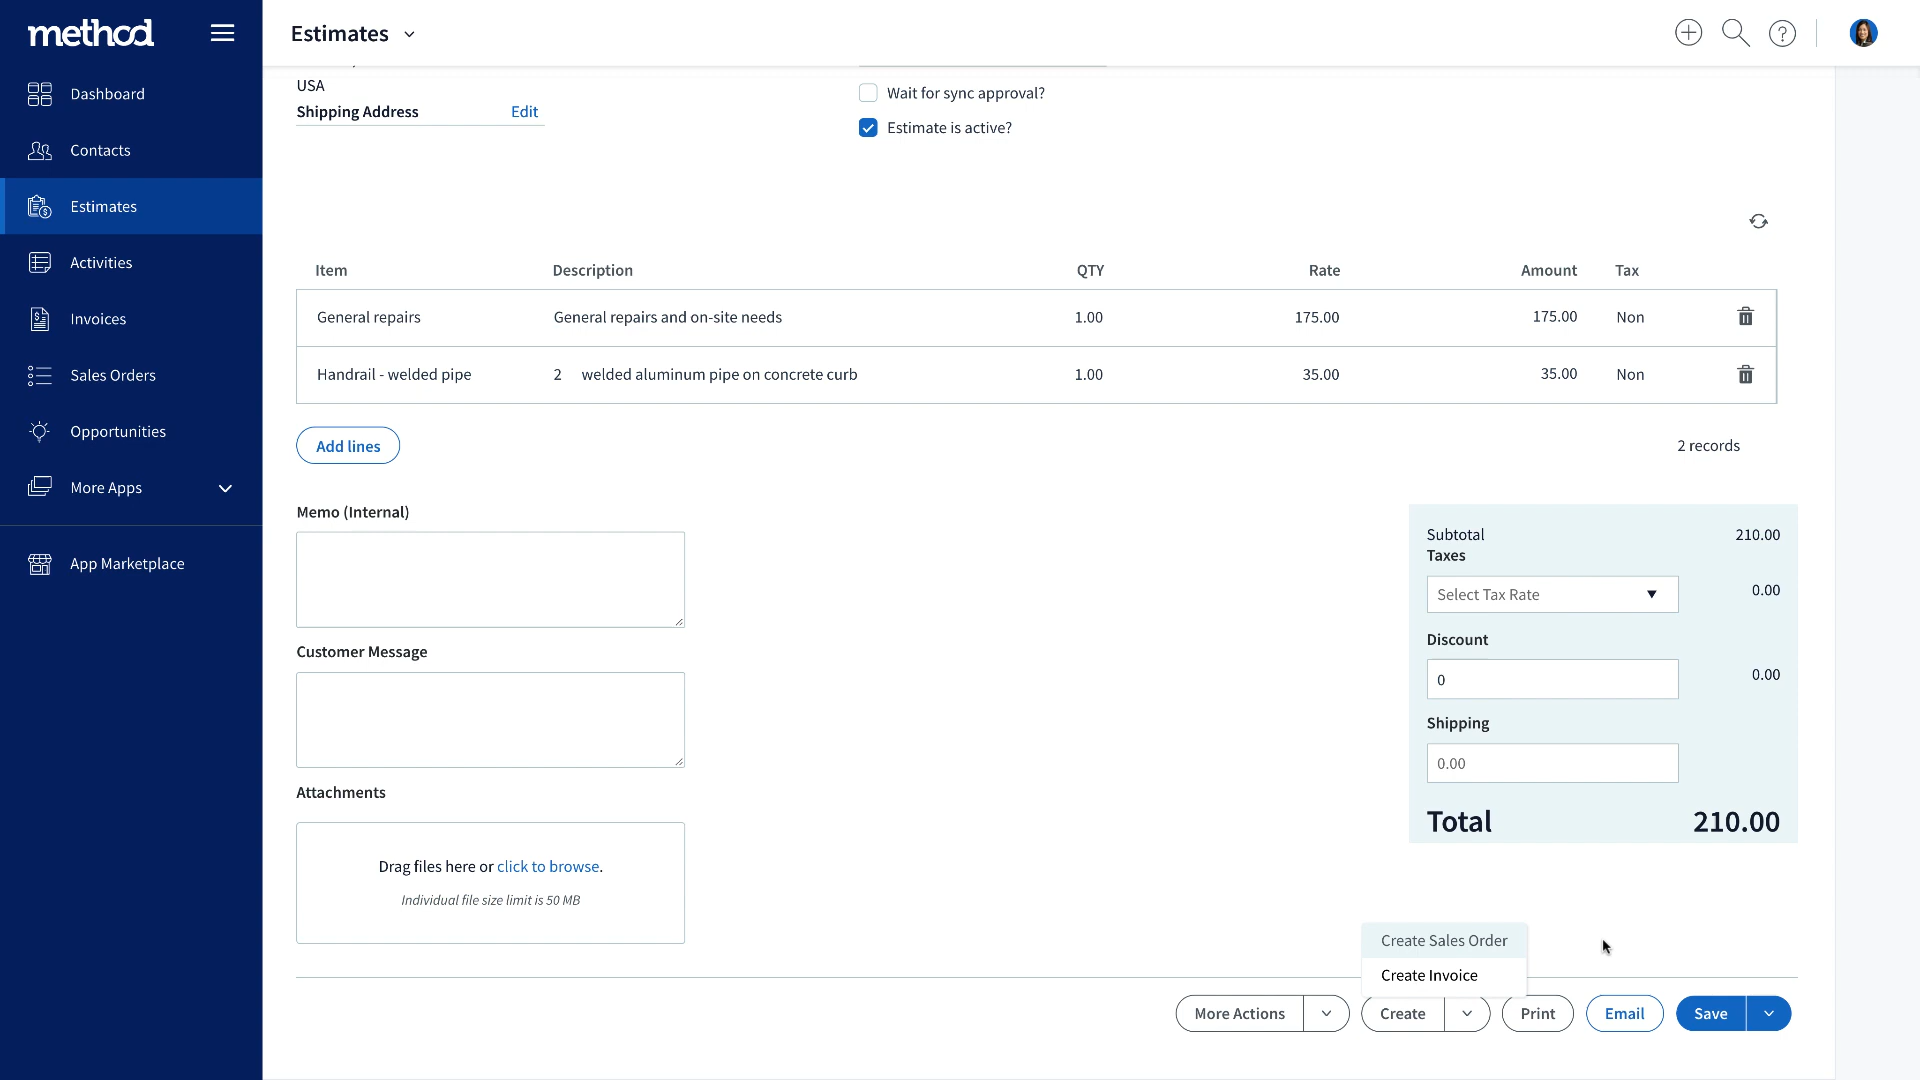 method
Estimates
Dashboard
Contacts
Estimates
Activities
Invoices
Sales Orders
Opportunities
More Apps
App Marketplace
USA
Shipping Address Edit
Wait for sync approval?
Estimate is active?
Item Description QTY Rate Amount Tax
General repairs General repairs and on-site needs 1.00 175.00 175.00 Non
Handrail - welded pipe 2 welded aluminum pipe on concrete curb 1.00 35.00 35.00 Non
Add lines
2 records
Memo (Internal)
Customer Message
Attachments
Drag files here or click to browse.
Individual file size limit is 50 MB
Subtotal 210.00
Taxes
Select Tax Rate 0.00
Discount
0 0.00
Shipping
0.00
Total 210.00
Create Sales Order
Create Invoice
More Actions Create Print Email Save